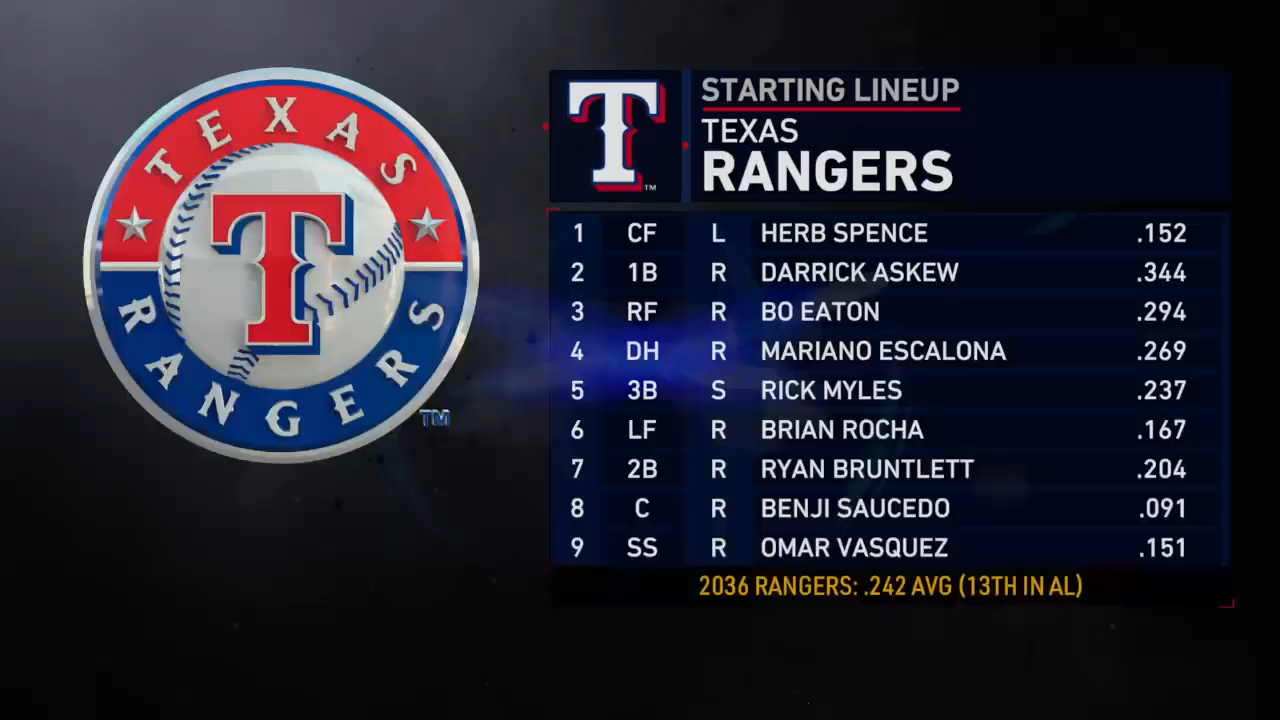 TEXAS
RANGERS
T
TM
T
TM
STARTING LINEUP
TEXAS
RANGERS
1 CF L HERB SPENCE .152
2 1B R DARRICK ASKEW .344
3 RF R BO EATON .294
4 DH R MARIANO ESCALONA .269
5 3B S RICK MYLES .237
6 LF R BRIAN ROCHA .167
7 2B R RYAN BRUNTLETT .204
8 C R BENJI SAUCEDO .091
9 SS R OMAR VASQUEZ .151
2036 RANGERS: .242 AVG (13TH IN AL)